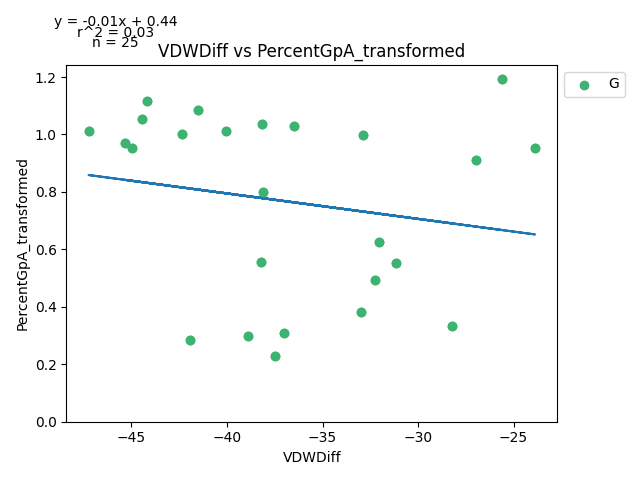 y = -0.01x + 0.44
r^2 = 0.03
n = 25
VDWDiff vs PercentGpA_transformed
G
PercentGpA_transformed
1.2
1.0
0.8
0.6
0.4
0.2
0.0
−45
−40
−35
−30
−25
VDWDiff